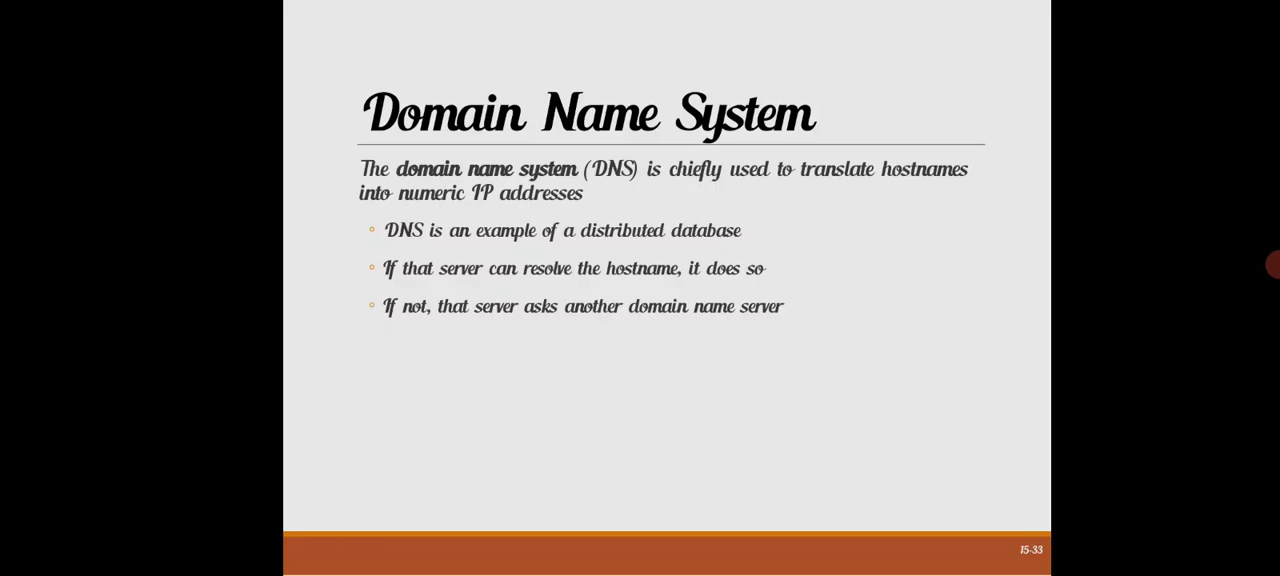 Domain Name System
The domain name system (DNS) is chiefly used to translate hostnames
into numeric IP addresses
◦ DNS is an example of a distributed database
◦ If that server can resolve the hostname, it does so
◦ If not, that server asks another domain name server
15-33